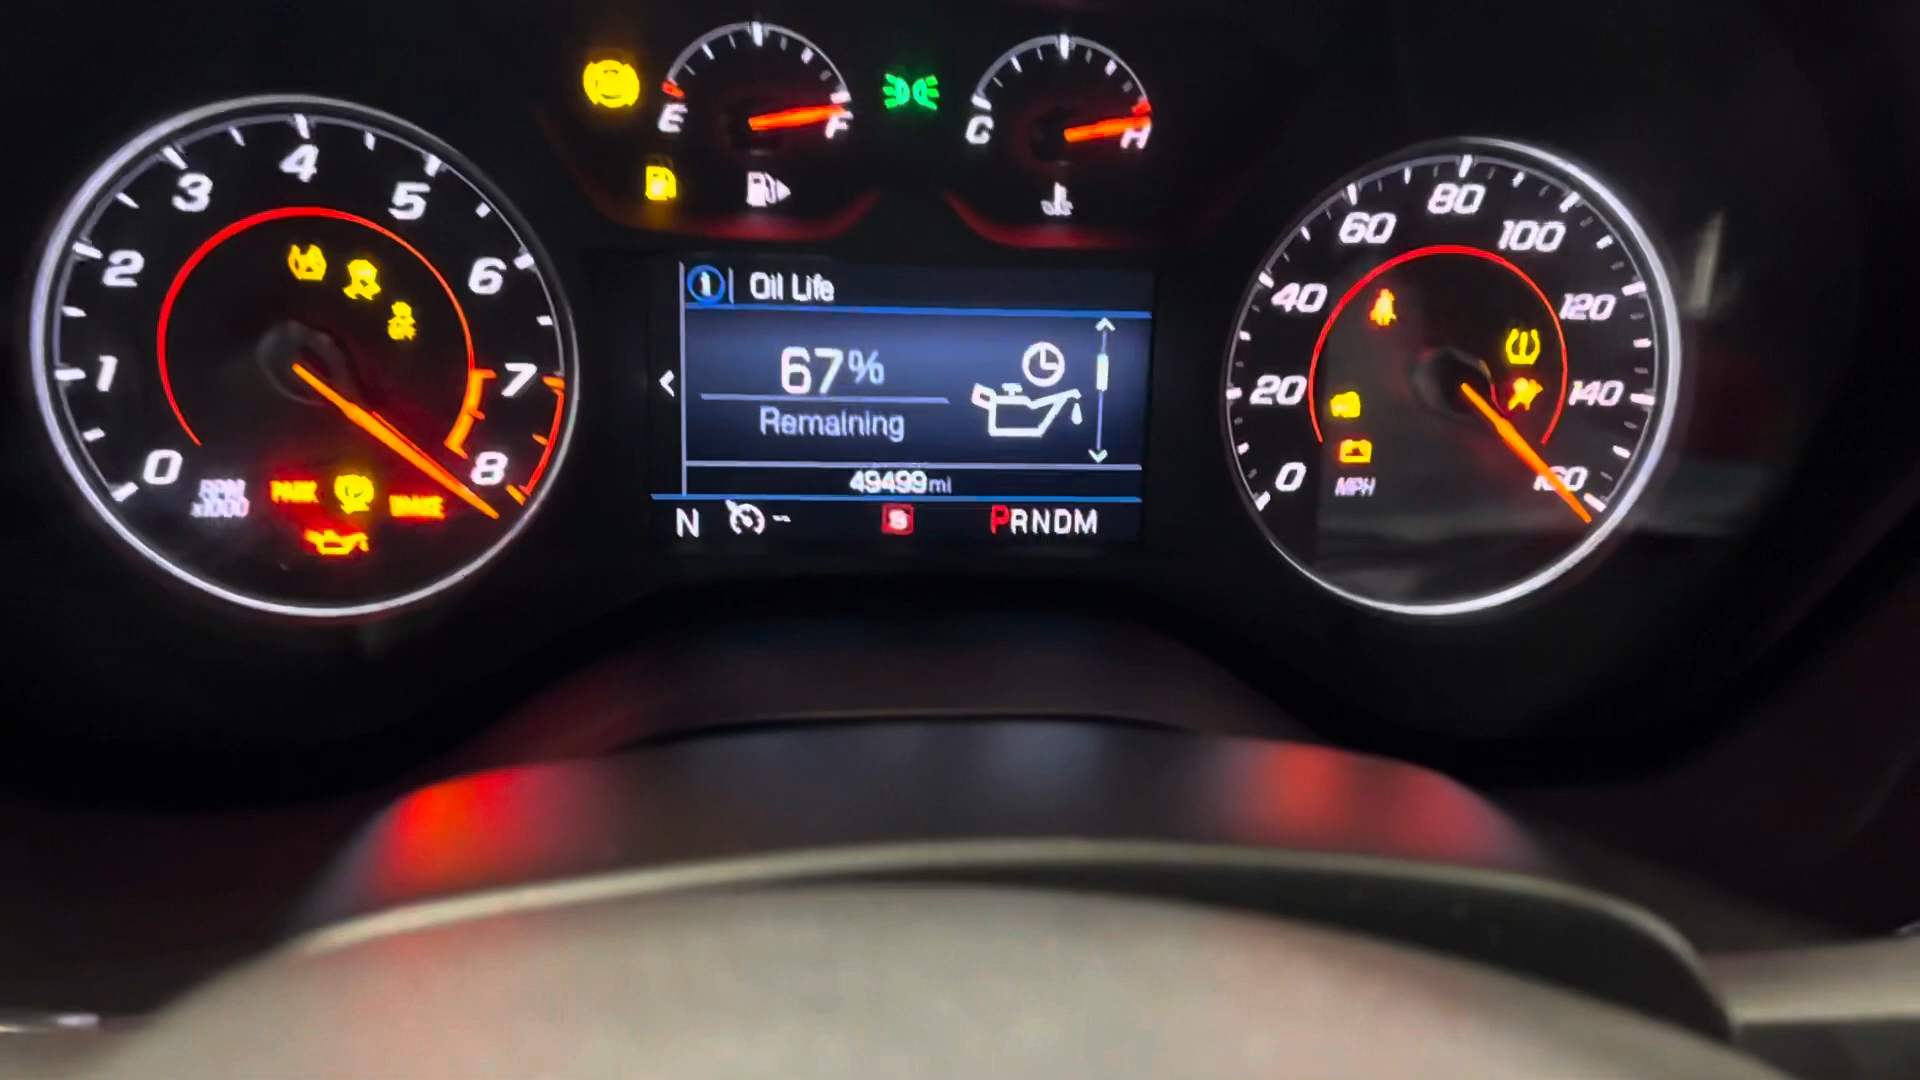 E F
C H
0 1 2 3 4 5 6 7 8
RPM
x1000
PARK
BRAKE
Oil Life
67%
Remaining
49499mi
N
--
PRNDM
0 20 40 60 80 100 120 140 160
MPH